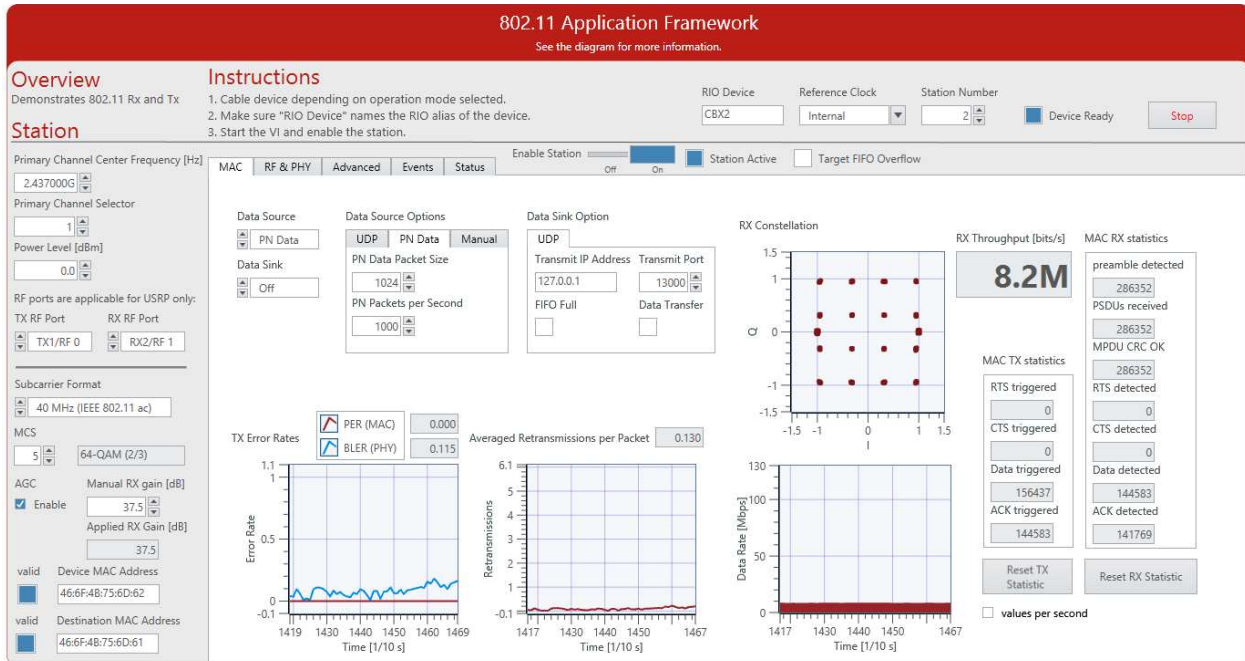 802.11 Application Framework
See the diagram for more information.
Overview
Demonstrates 802.11 Rx and Tx
Station
Instructions
1. Cable device depending on operation mode selected.
2. Make sure "RIO Device" names the RIO alias of the device.
3. Start the VI and enable the station.
RIO Device
CBX2
Reference Clock
Internal
Station Number
2
Device Ready
Stop
Primary Channel Center Frequency [Hz]
2.437000G
Primary Channel Selector
1
Power Level [dBm]
0.0
RF ports are applicable for USRP only:
TX RF Port RX RF Port
TX1/RF 0 RX2/RF 1
Subcarrier Format
40 MHz (IEEE 802.11 ac)
MCS
5 64-QAM (2/3)
AGC Manual RX gain [dB]
Enable 37.5
Applied RX Gain [dB]
37.5
valid Device MAC Address
46:6F:4B:75:6D:62
valid Destination MAC Address
46:6F:4B:75:6D:61
MAC RF & PHY Advanced Events Status
Enable Station
Off On
Station Active
Target FIFO Overflow
Data Source
PN Data
Data Sink
Off
Data Source Options
UDP PN Data Manual
PN Data Packet Size
1024
PN Packets per Second
1000
Data Sink Option
UDP
Transmit IP Address Transmit Port
127.0.0.1 13000
FIFO Full Data Transfer
RX Constellation
1.5
1
0
-1
-1.5
Q
-1.5 -1 0 1 1.5
I
RX Throughput [bits/s]
8.2M
MAC RX statistics
preamble detected
286352
PSDUs received
286352
MPDU CRC OK
286352
RTS detected
0
CTS detected
0
Data detected
144583
ACK detected
141769
Reset RX Statistic
MAC TX statistics
RTS triggered
0
CTS triggered
0
Data triggered
156437
ACK triggered
144583
Reset TX
Statistic
values per second
TX Error Rates
PER (MAC) 0.000
BLER (PHY) 0.115
1.1
1
0.5
0
-0.1
Error Rate
1419 1430 1440 1450 1460 1469
Time [1/10 s]
Averaged Retransmissions per Packet 0.130
6.1
5
4
3
2
1
-0.1
Retransmissions
1417 1430 1440 1450 1467
Time [1/10 s]
130
100
50
0
Data Rate [Mbps]
1417 1430 1440 1450 1467
Time [1/10 s]